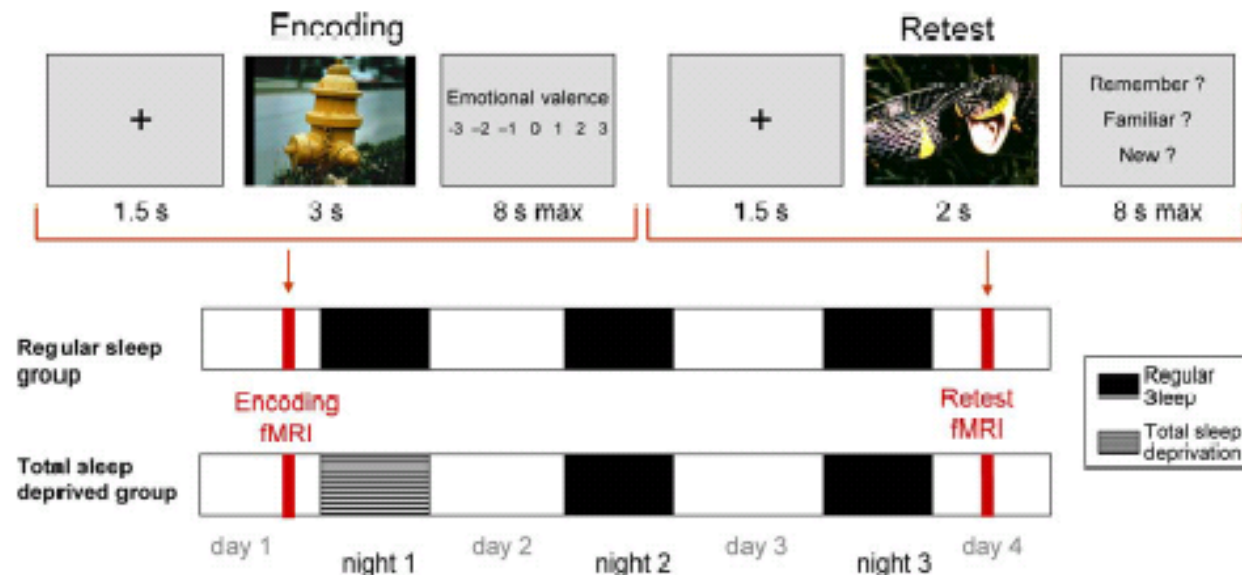 Encoding
Retest
+
Emotional valence
-3 -2 -1 0 1 2 3
+
Remember ?
Familiar ?
New ?
1.5 s
3 s
8 s max
1.5 s
2 s
8 s max
Regular sleep
group
Encoding
fMRI
Retest
fMRI
Regular
Sleep
Total sleep
deprivation
Total sleep
deprived group
day 1
night 1
day 2
night 2
day 3
night 3
day 4